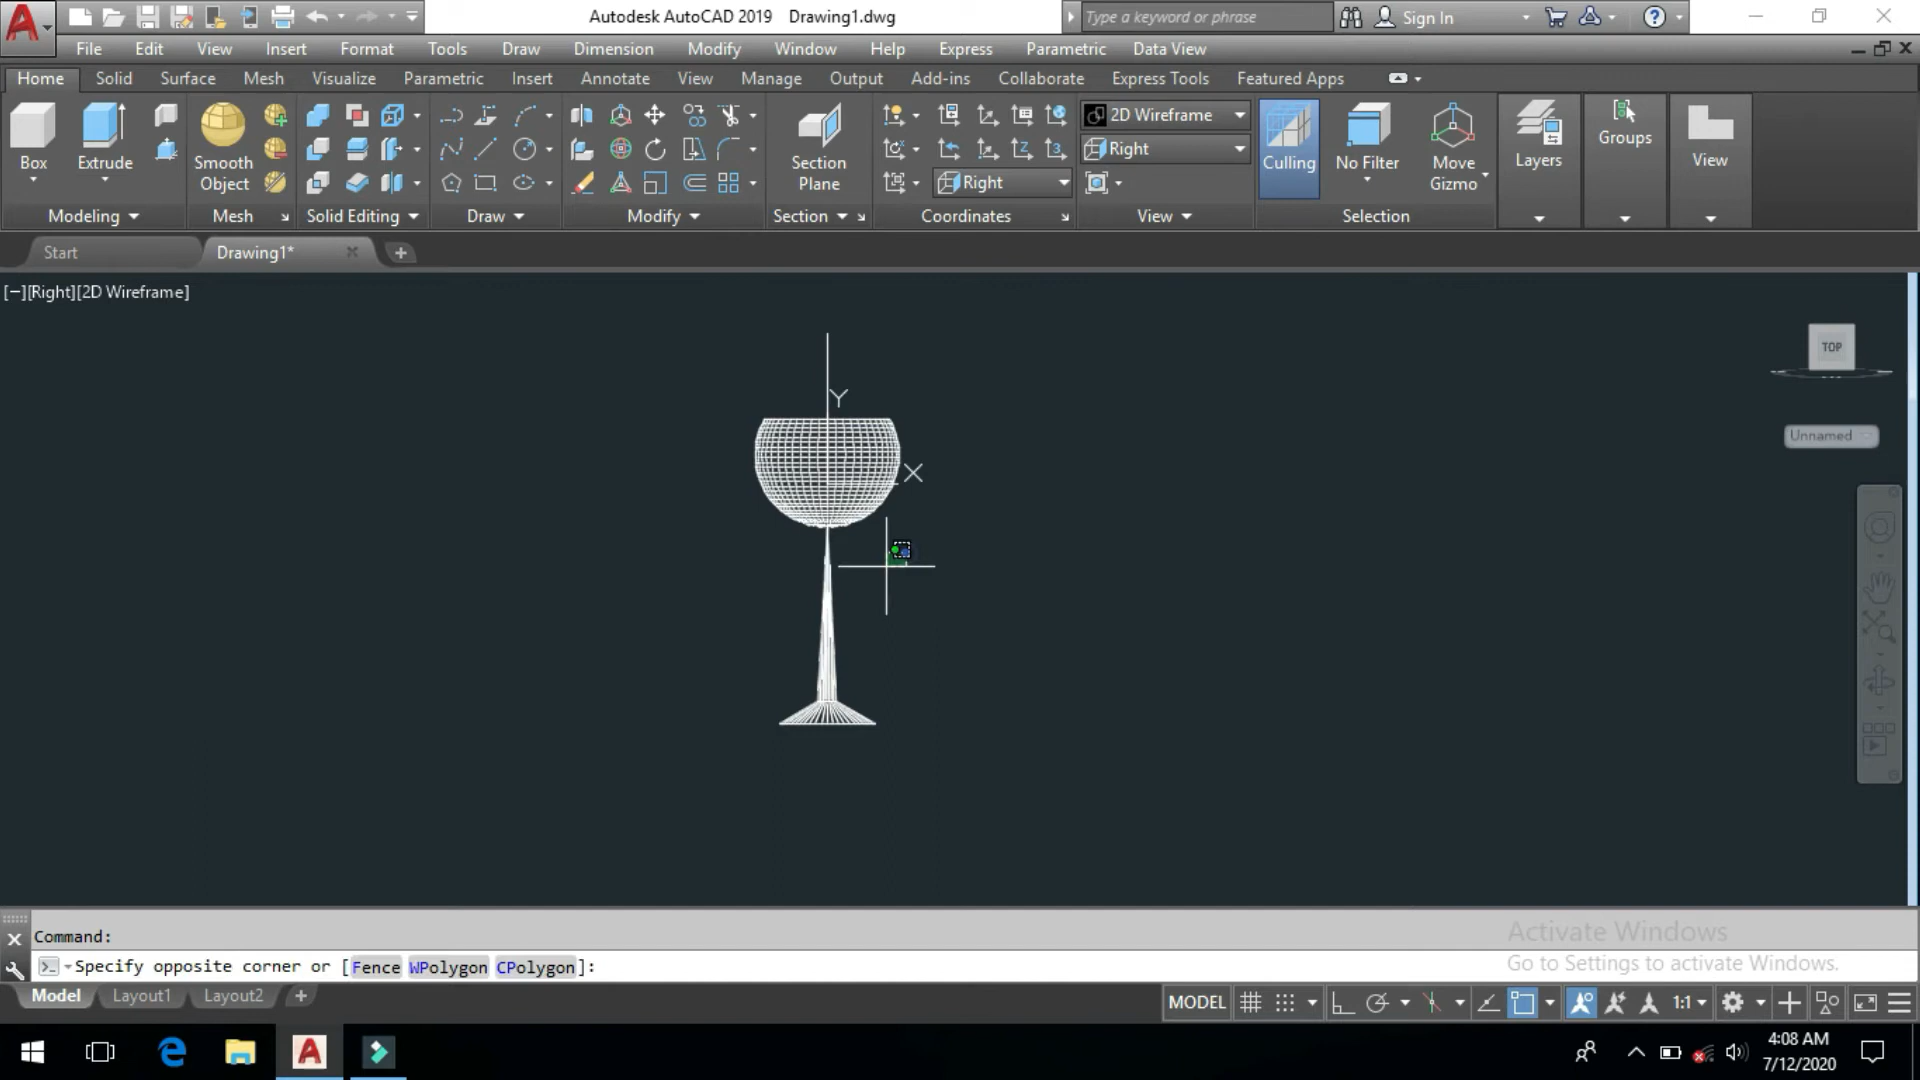 Autodesk AutoCAD 2019 Drawing1.dwg
Type a keyword or phrase
Sign In
File Edit View Insert Format Tools Draw Dimension Modify Window Help Express Parametric Data View
Home Solid Surface Mesh Visualize Parametric Insert Annotate View Manage Output Add-ins Collaborate Express Tools Featured Apps
Box
Extrude
Smooth
Object
Section
Plane
Right
2D Wireframe
Right
Culling
No Filter
Move
Gizmo
Layers
Groups
View
Modeling Mesh Solid Editing Draw Modify Section Coordinates View Selection
Start Drawing1*
[−][Right][2D Wireframe]
TOP
Unnamed
Y
X
Command:
Specify opposite corner or [Fence WPolygon CPolygon]:
Activate Windows
Go to Settings to activate Windows.
Model Layout1 Layout2
MODEL 1:1
4:08 AM
7/12/2020